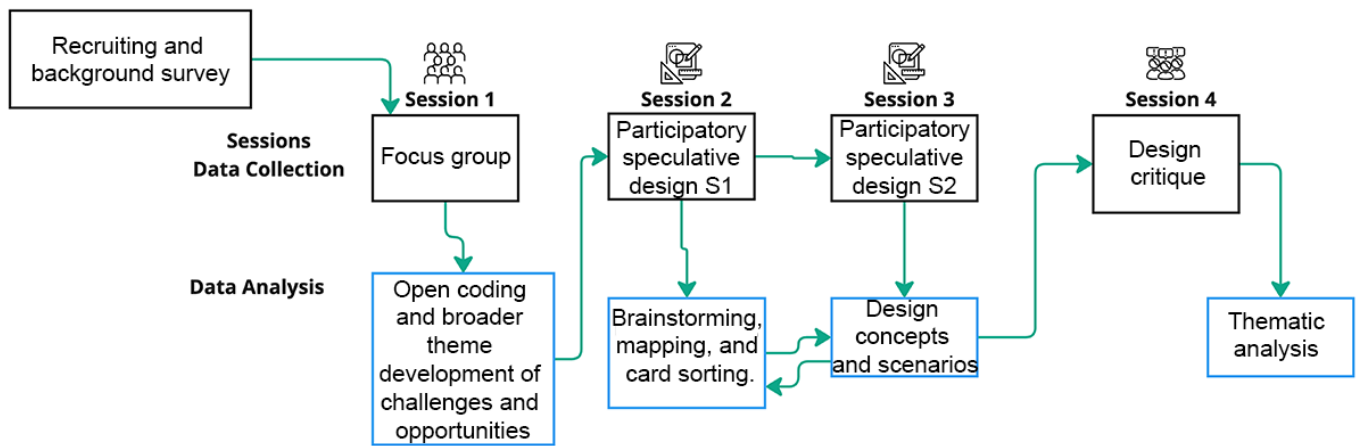 Recruiting and
background survey
Session 1
Session 2
Session 3
Session 4
Sessions
Data Collection
Focus group
Participatory
speculative
design S1
Participatory
speculative
design S2
Design
critique
Data Analysis
Open coding
and broader
theme
development of
challenges and
opportunities
Brainstorming,
mapping, and
card sorting.
Design
concepts
and scenarios
Thematic
analysis